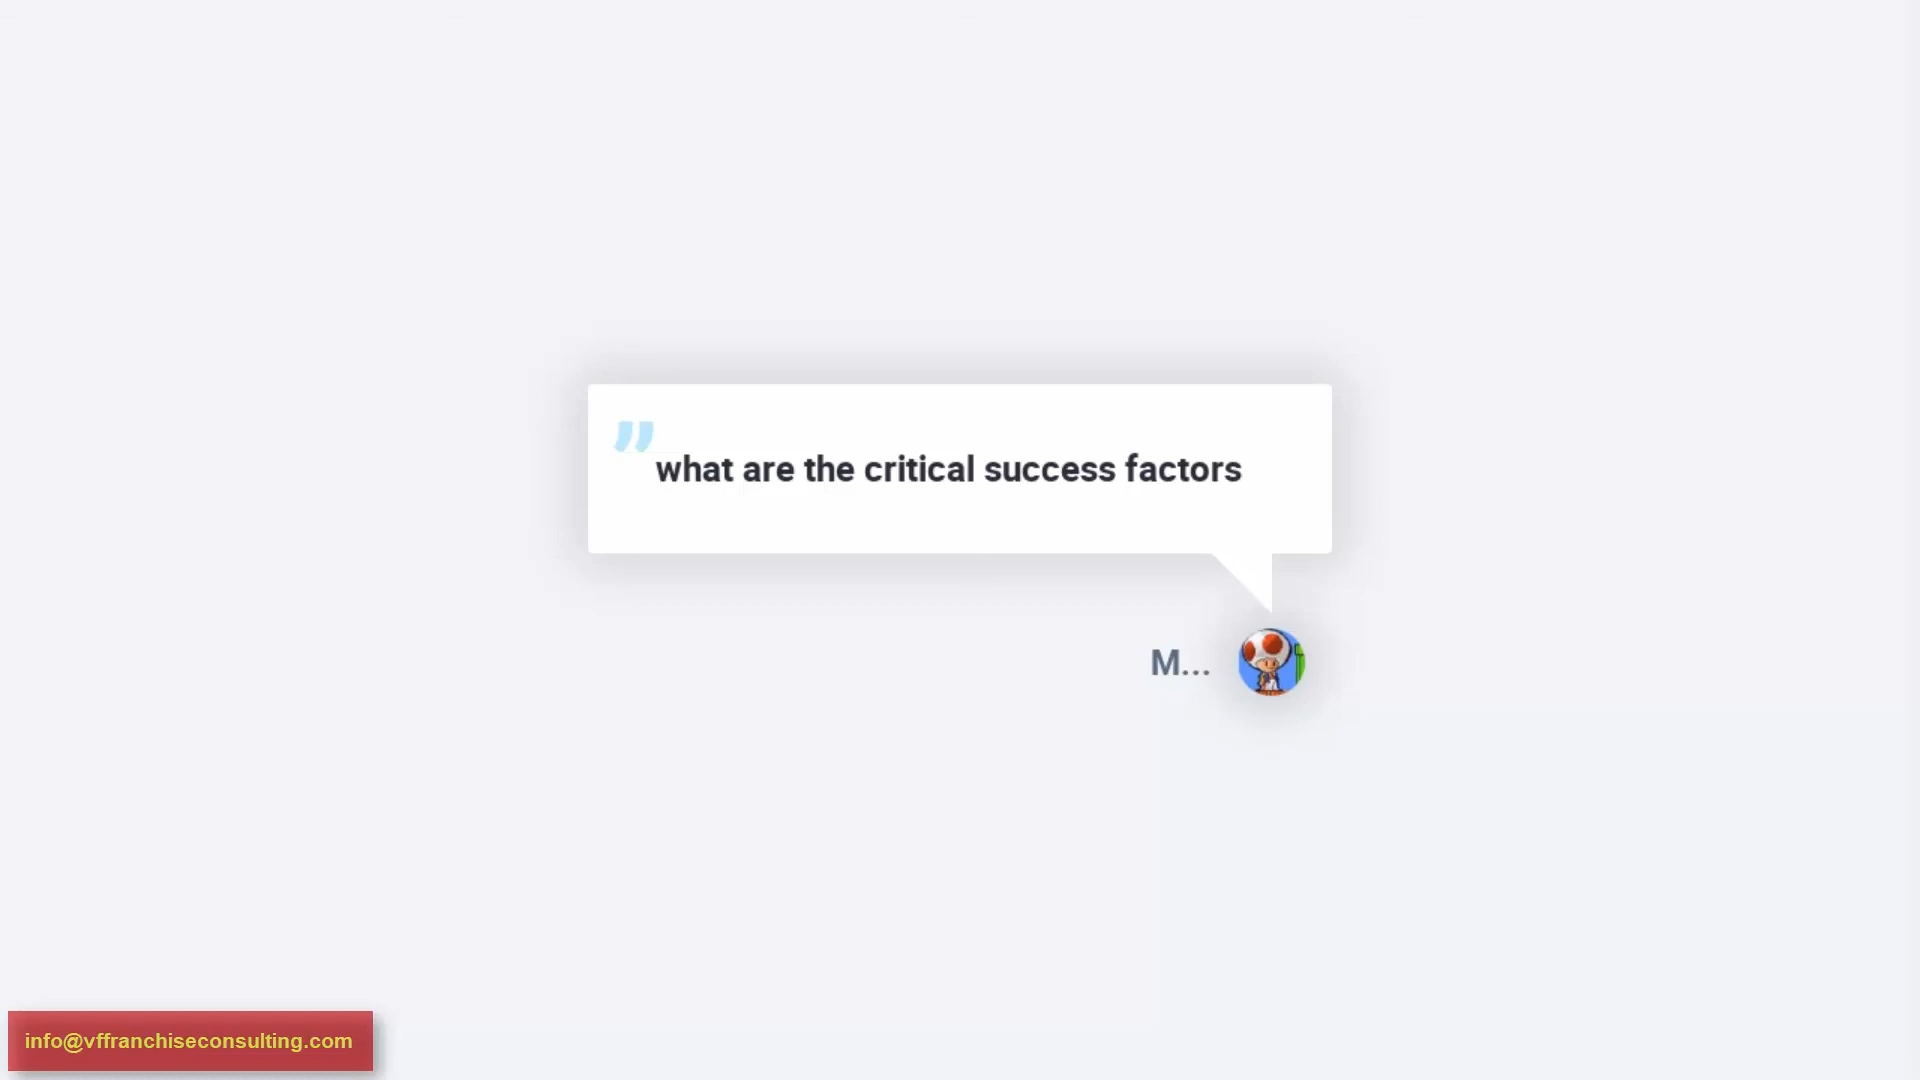 ”
what are the critical success factors
M...
info@vffranchiseconsulting.com